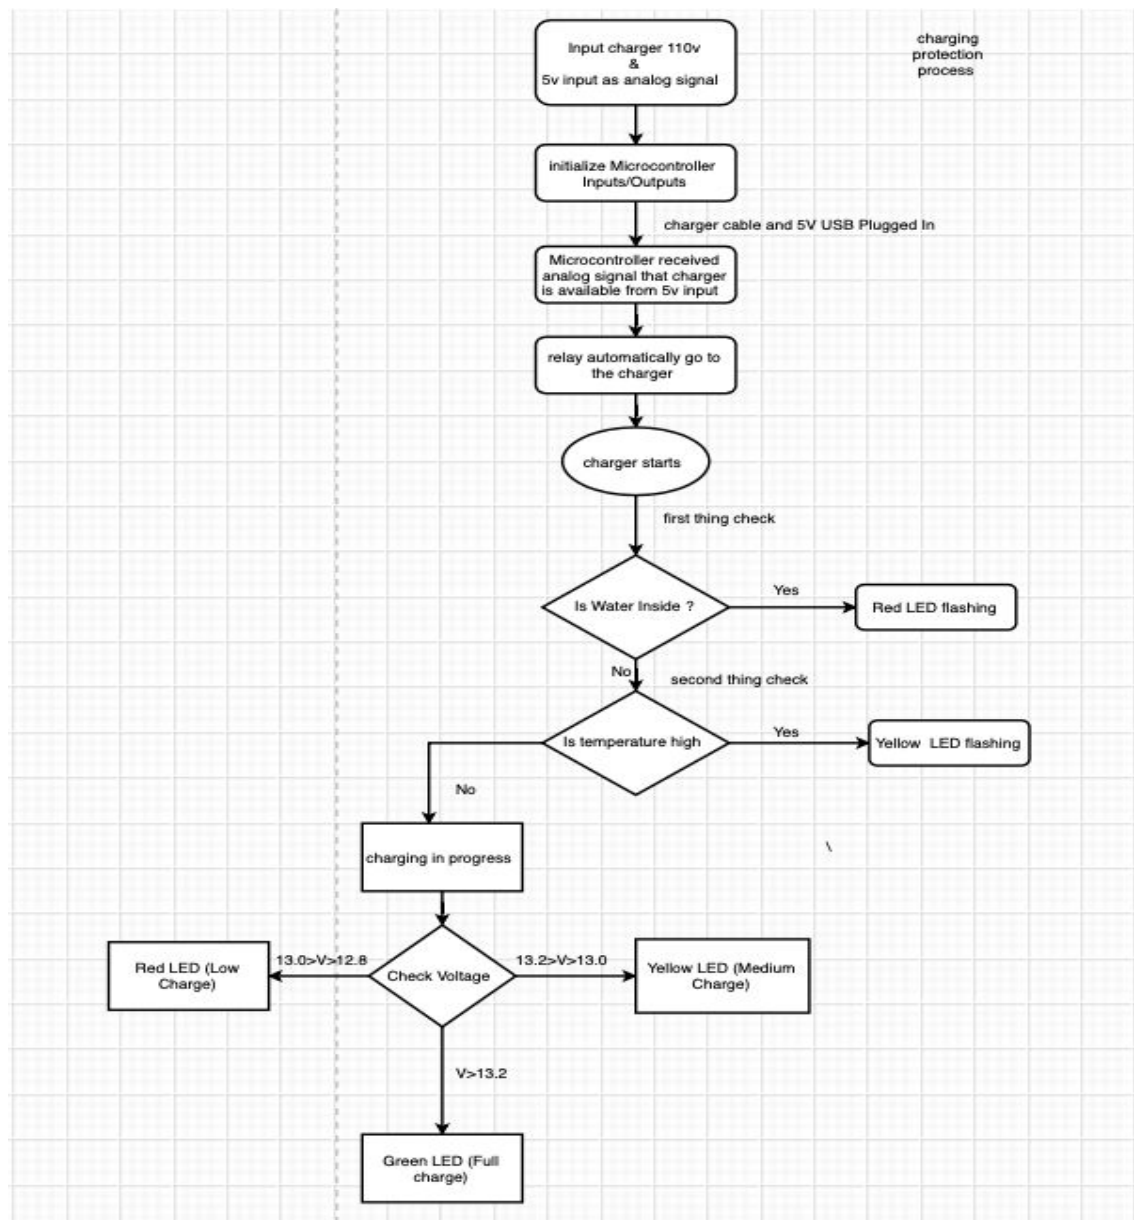 Input charger 110v
&
5v input as analog signal
charging
protection
process
initialize Microcontroller
Inputs/Outputs
charger cable and 5V USB Plugged In
Microcontroller received
analog signal that charger
is available from 5v input
relay automatically go to
the charger
charger starts
first thing check
Is Water Inside ?
Yes
Red LED flashing
No
second thing check
Is temperature high
Yes
Yellow LED flashing
No
charging in progress
\
Red LED (Low
Charge)
13.0>V>12.8
Check Voltage
13.2>V>13.0
Yellow LED (Medium
Charge)
V>13.2
Green LED (Full
charge)